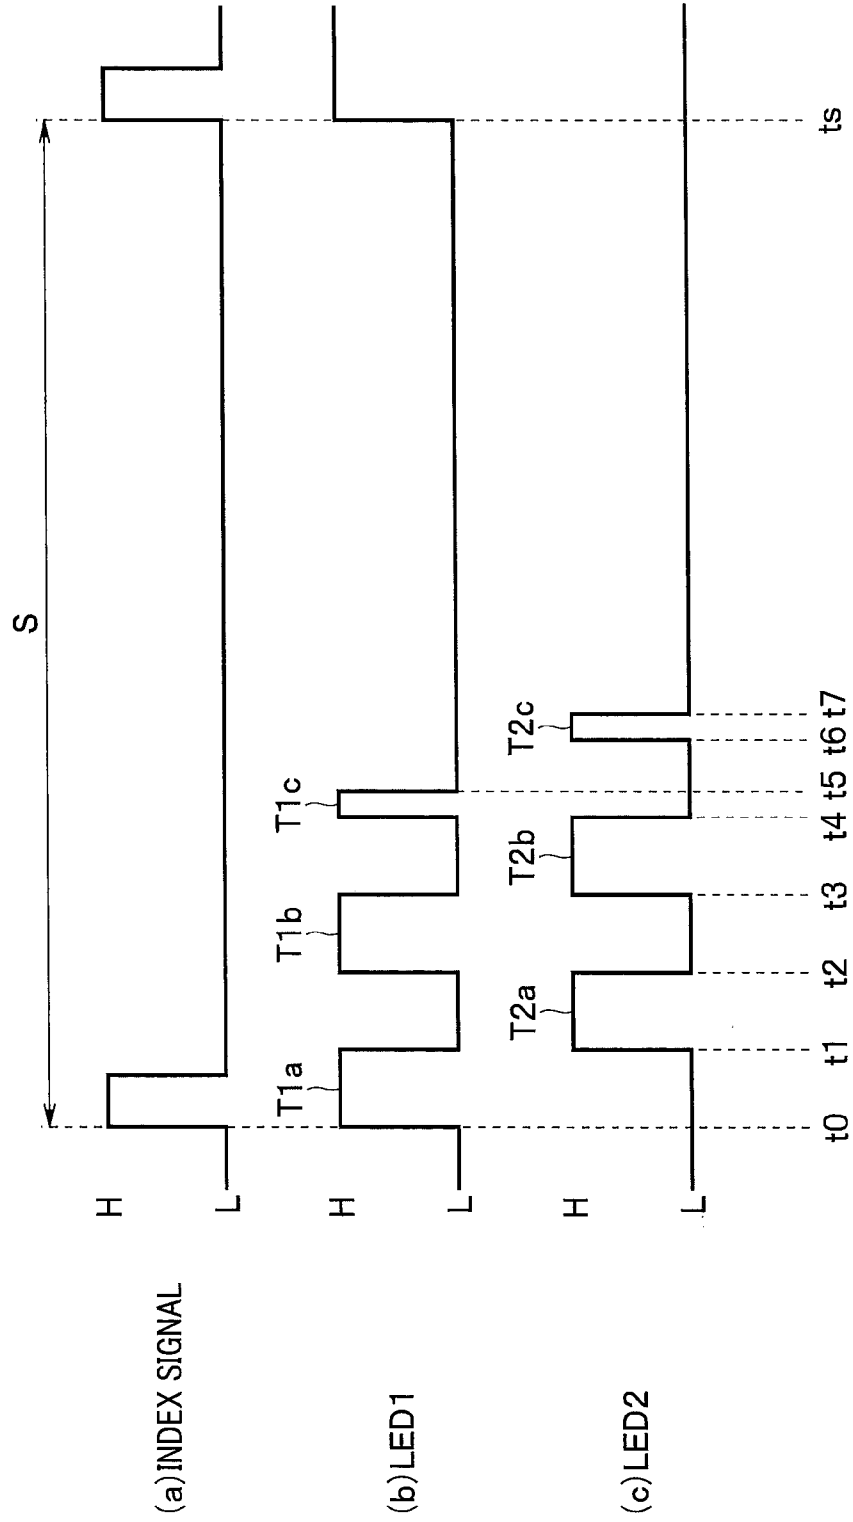 S
(a)INDEX SIGNAL
H
L
(b)LED1
H
L
T1a
T1b
T1c
(c)LED2
H
L
T2a
T2b
T2c
t0
t1
t2
t3
t4
t5
t6
t7
ts